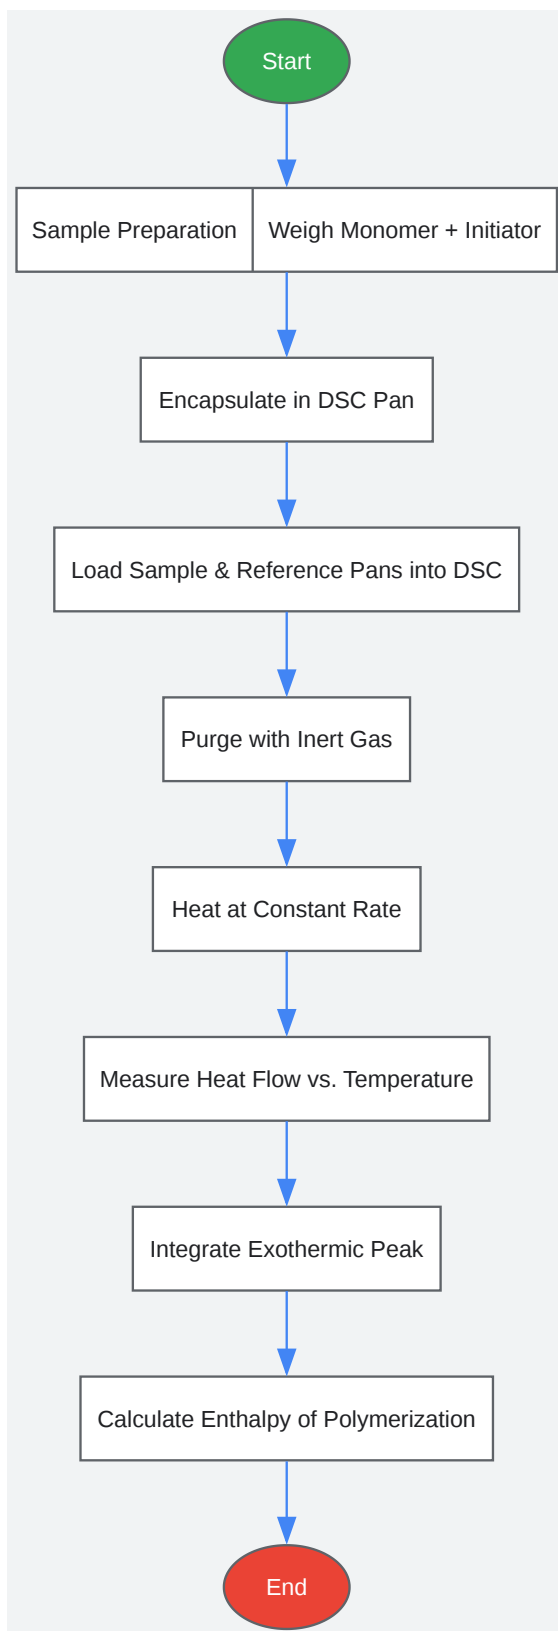 Start
Sample Preparation
Weigh Monomer + Initiator
Encapsulate in DSC Pan
Load Sample & Reference Pans into DSC
Purge with Inert Gas
Heat at Constant Rate
Measure Heat Flow vs. Temperature
Integrate Exothermic Peak
Calculate Enthalpy of Polymerization
End